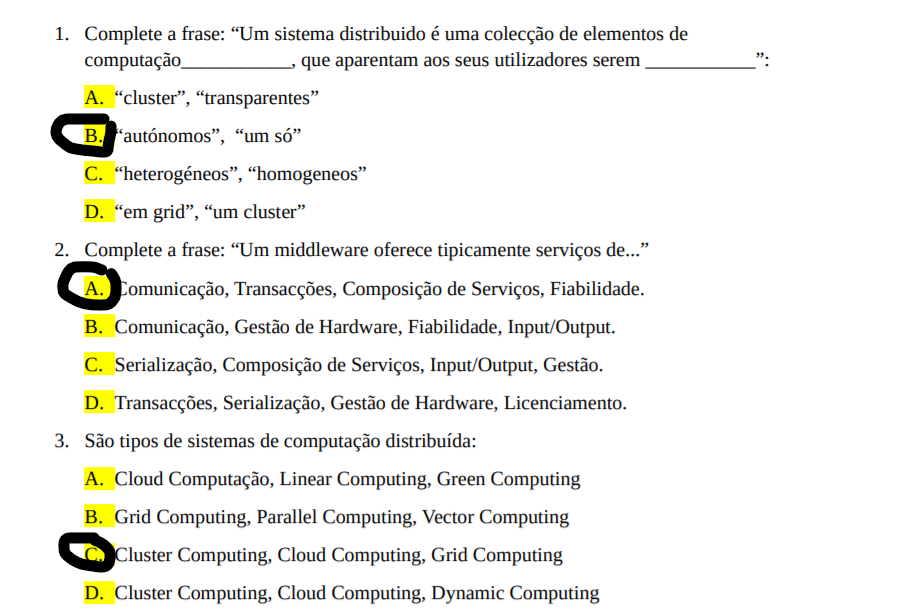 1. Complete a frase: “Um sistema distribuido é uma colecção de elementos de
computação___________, que aparentam aos seus utilizadores serem ___________”:
A. “cluster”, “transparentes”
B. “autónomos”, “um só”
C. “heterogéneos”, “homogeneos”
D. “em grid”, “um cluster”
2. Complete a frase: “Um middleware oferece tipicamente serviços de...”
A. Comunicação, Transacções, Composição de Serviços, Fiabilidade.
B. Comunicação, Gestão de Hardware, Fiabilidade, Input/Output.
C. Serialização, Composição de Serviços, Input/Output, Gestão.
D. Transacções, Serialização, Gestão de Hardware, Licenciamento.
3. São tipos de sistemas de computação distribuída:
A. Cloud Computação, Linear Computing, Green Computing
B. Grid Computing, Parallel Computing, Vector Computing
C. Cluster Computing, Cloud Computing, Grid Computing
D. Cluster Computing, Cloud Computing, Dynamic Computing